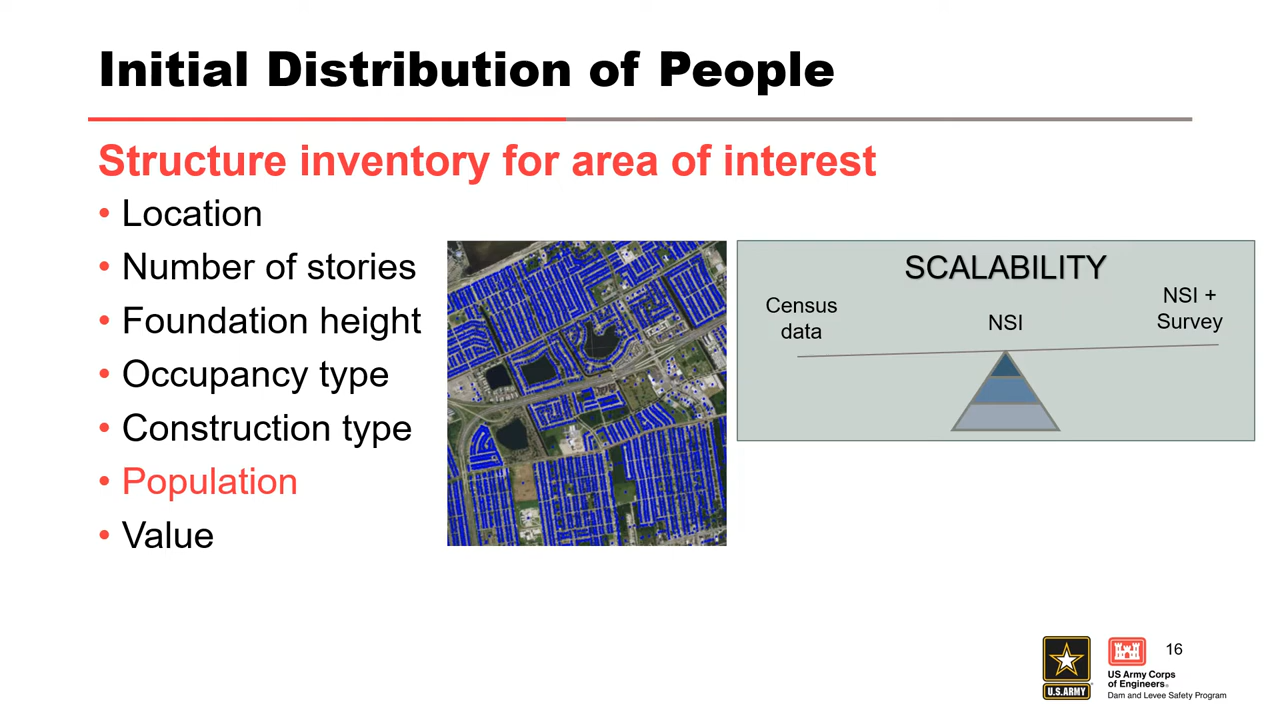 Initial Distribution of People
Structure inventory for area of interest
• Location
• Number of stories
• Foundation height
• Occupancy type
• Construction type
• Population
• Value
SCALABILITY
Census
data
NSI
NSI +
Survey
U.S.ARMY
US Army Corps
of Engineers®
Dam and Levee Safety Program
16